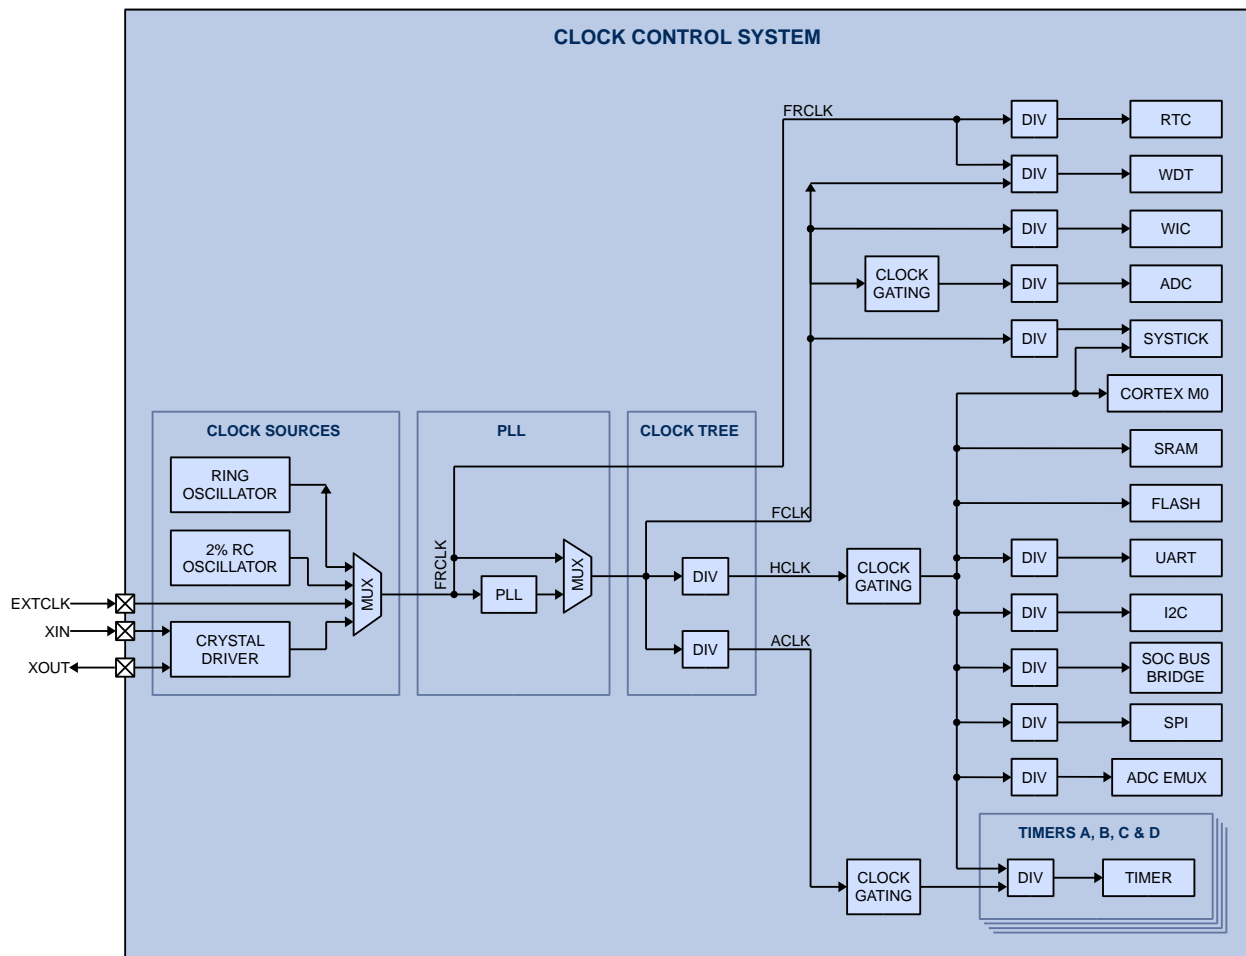 CLOCK CONTROL SYSTEM
FRCLK
DIV
RTC
DIV
WDT
DIV
WIC
CLOCK
GATING
DIV
ADC
DIV
SYSTICK
CORTEX M0
CLOCK SOURCES
PLL
CLOCK TREE
SRAM
RING
OSCILLATOR
FLASH
FCLK
2% RC
OSCILLATOR
MUX
FRCLK
PLL
MUX
DIV
HCLK
CLOCK
GATING
DIV
UART
EXTCLK
XIN
XOUT
CRYSTAL
DRIVER
DIV
ACLK
DIV
I2C
DIV
SOC BUS
BRIDGE
DIV
SPI
DIV
ADC EMUX
TIMERS A, B, C & D
CLOCK
GATING
DIV
TIMER